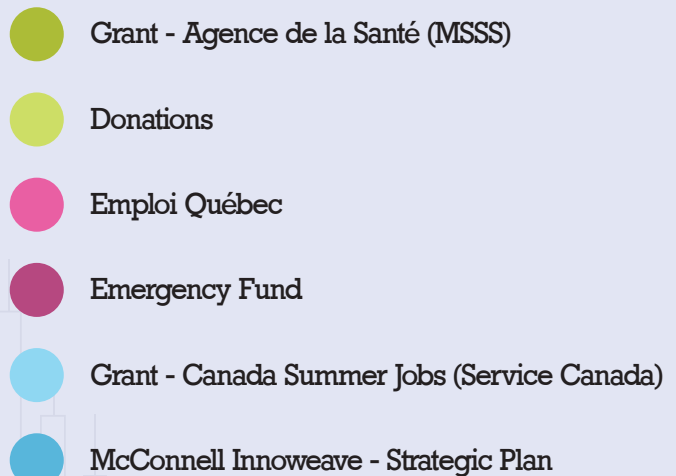 Grant - Agence de la Santé (MSSS)
Donations
Emploi Québec
Emergency Fund
Grant - Canada Summer Jobs (Service Canada)
McConnell Innoweave - Strategic Plan